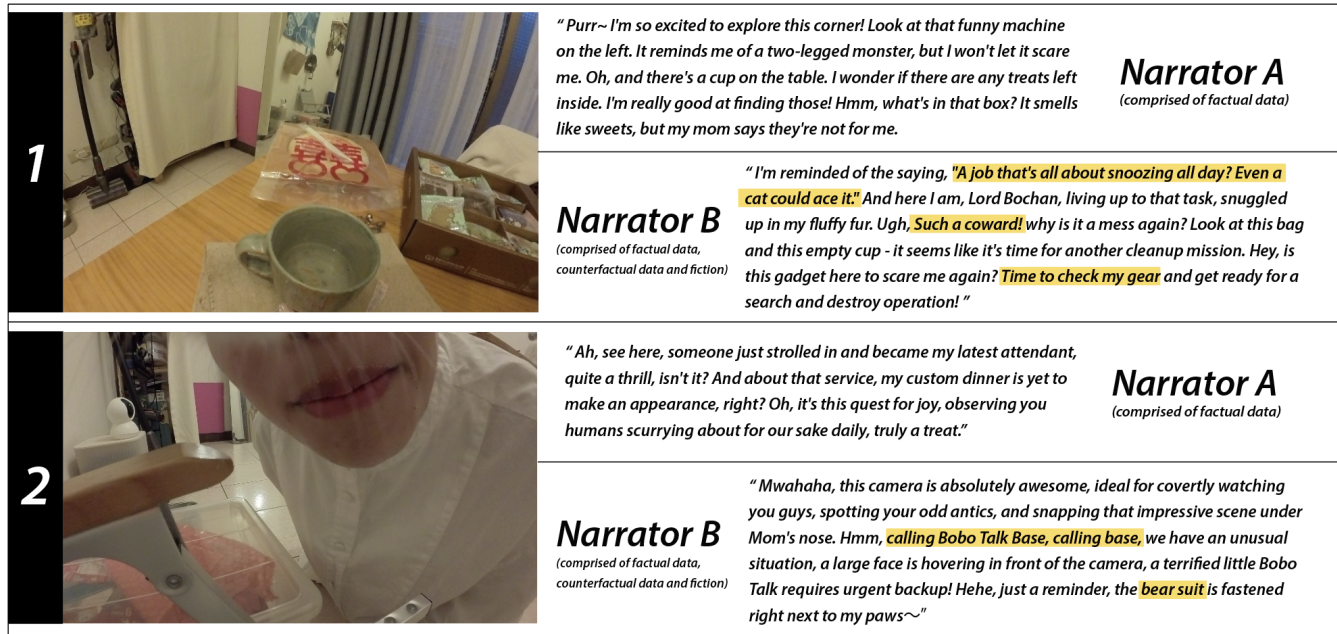 1
囍
“ Purr~ I'm so excited to explore this corner! Look at that funny machine
on the left. It reminds me of a two-legged monster, but I won't let it scare
me. Oh, and there's a cup on the table. I wonder if there are any treats left
inside. I'm really good at finding those! Hmm, what's in that box? It smells
like sweets, but my mom says they're not for me.
Narrator A
(comprised of factual data)
Narrator B
(comprised of factual data,
counterfactual data and fiction)
“ I'm reminded of the saying, "A job that's all about snoozing all day? Even a
cat could ace it." And here I am, Lord Bochan, living up to that task, snuggled
up in my fluffy fur. Ugh, Such a coward! why is it a mess again? Look at this bag
and this empty cup - it seems like it's time for another cleanup mission. Hey, is
this gadget here to scare me again? Time to check my gear and get ready for a
search and destroy operation! ”
2
“ Ah, see here, someone just strolled in and became my latest attendant,
quite a thrill, isn't it? And about that service, my custom dinner is yet to
make an appearance, right? Oh, it's this quest for joy, observing you
humans scurrying about for our sake daily, truly a treat.”
Narrator A
(comprised of factual data)
Narrator B
(comprised of factual data,
counterfactual data and fiction)
“ Mwahaha, this camera is absolutely awesome, ideal for covertly watching
you guys, spotting your odd antics, and snapping that impressive scene under
Mom's nose. Hmm, calling Bobo Talk Base, calling base, we have an unusual
situation, a large face is hovering in front of the camera, a terrified little Bobo
Talk requires urgent backup! Hehe, just a reminder, the bear suit is fastened
right next to my paws～”